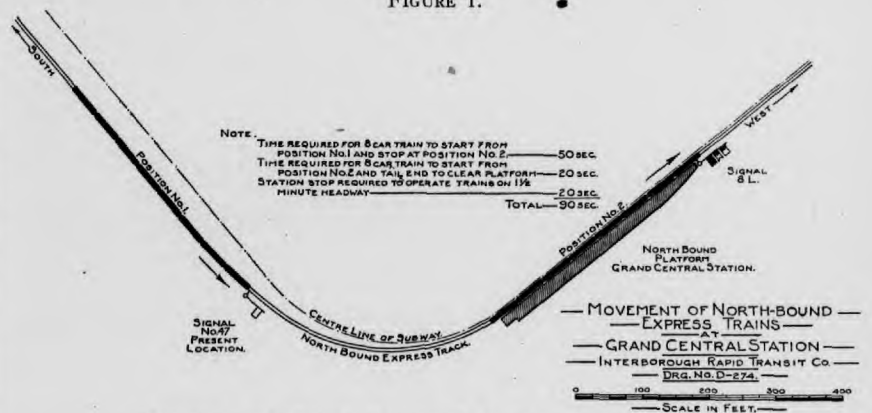 FIGURE 1.
SOUTH
POSITION NO.1.
NOTE.
TIME REQUIRED FOR 8 CAR TRAIN TO START FROM
POSITION NO.1 AND STOP AT POSITION NO.2,——50 SEC.
TIME REQUIRED FOR 8 CAR TRAIN TO START FROM
POSITION NO.2 AND TAIL END TO CLEAR PLATFORM—20 SEC.
STATION STOP REQUIRED TO OPERATE TRAINS ON 1½
MINUTE HEADWAY——20 SEC.
TOTAL—90 SEC.
WEST
SIGNAL
8 L.
POSITION NO.2.
NORTH BOUND
PLATFORM
GRAND CENTRAL STATION.
SIGNAL
NO.47
PRESENT
LOCATION.
CENTRE LINE OF SUBWAY.
NORTH BOUND EXPRESS TRACK.
MOVEMENT OF NORTH-BOUND
EXPRESS TRAINS
AT
GRAND CENTRAL STATION
INTERBOROUGH RAPID TRANSIT CO.
DRG. NO. D-274.
0 100 200 300 400
SCALE IN FEET.